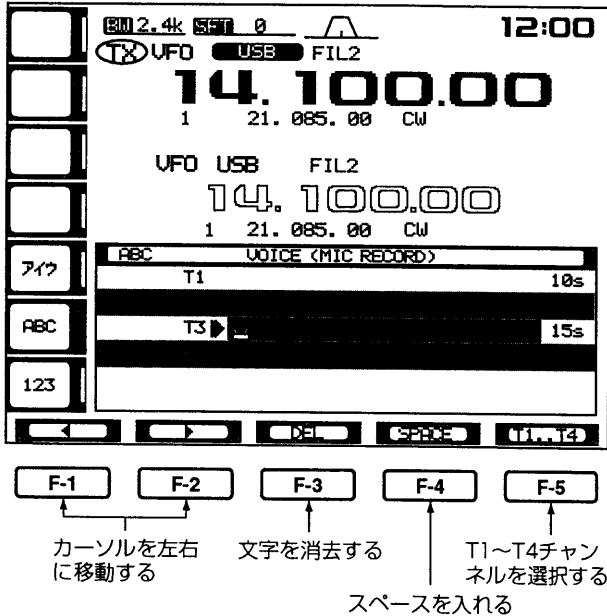 BW 2.4k SET 0 12:00
TX VFO USB FIL2
14.100.00
1 21.085.00 CW
VFO USB FIL2
14.100.00
1 21.085.00 CW
ABC VOICE (MIC RECORD)
アイウ
T1 10s
ABC
T3 15s
123
DEL SPACE T1..T4
F-1 F-2 F-3 F-4 F-5
カーソルを左右
に移動する
文字を消去する
スペースを入れる
T1~T4チャン
ネルを選択する